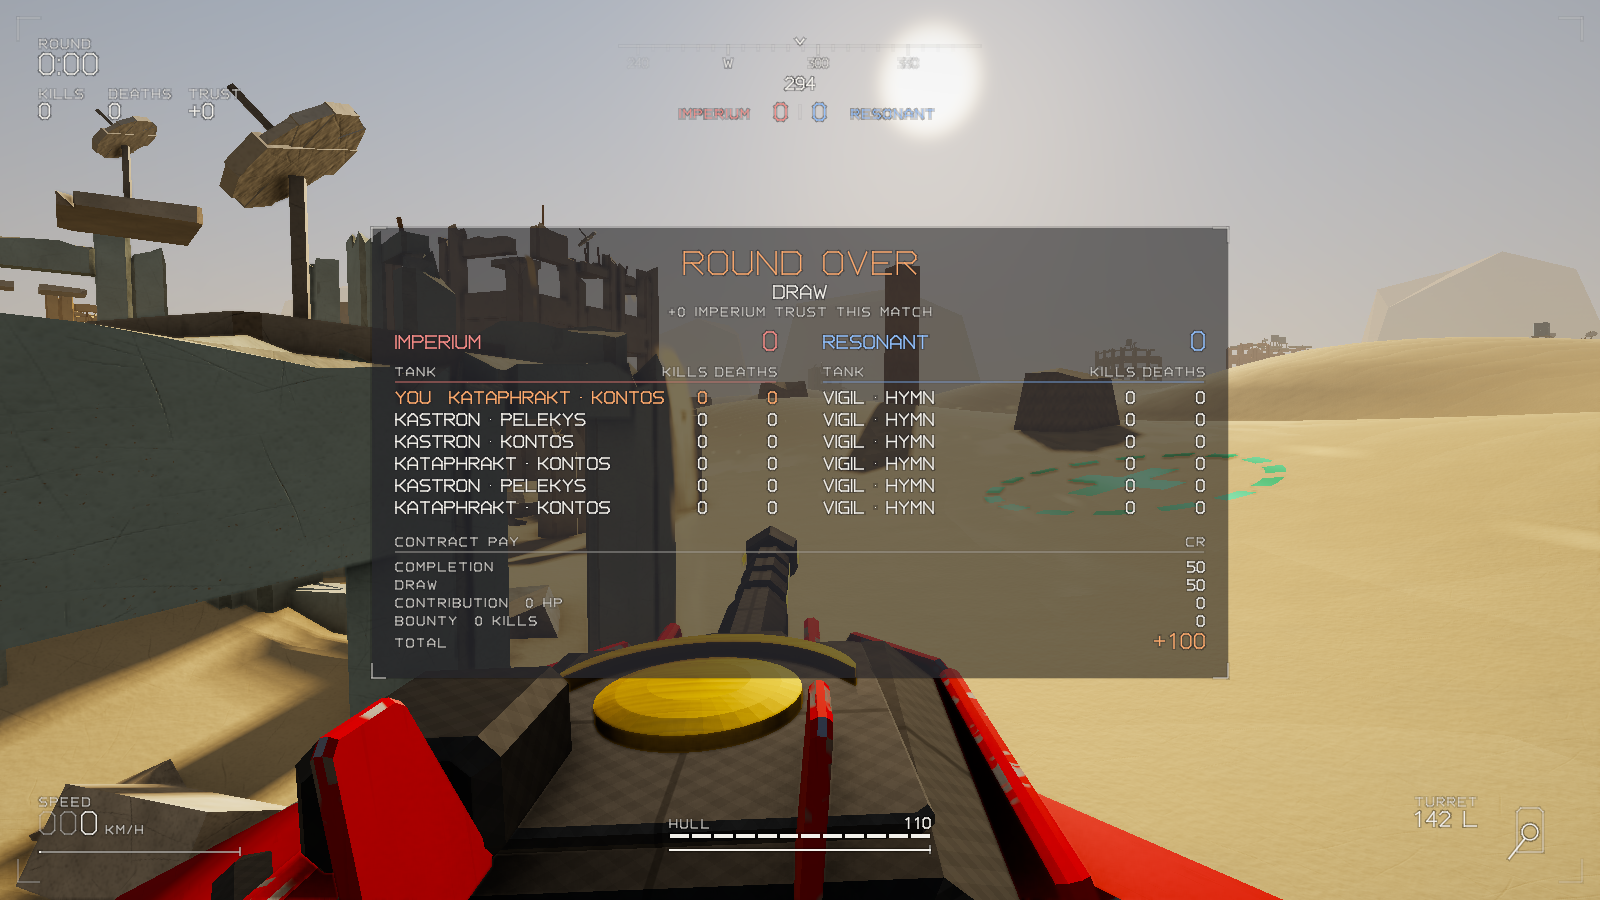 ROUND
0:00
KILLS DEATHS TRUST
0 0 +0
W 300
294
IMPERIUM 0 0 RESONANT
ROUND OVER
DRAW
+0 IMPERIUM TRUST THIS MATCH
IMPERIUM 0 RESONANT 0
TANK KILLS DEATHS TANK KILLS DEATHS
YOU KATAPHRAKT · KONTOS 0 0 VIGIL · HYMN 0 0
KASTRON · PELEKYS 0 0 VIGIL · HYMN 0 0
KASTRON · KONTOS 0 0 VIGIL · HYMN 0 0
KATAPHRAKT · KONTOS 0 0 VIGIL · HYMN 0 0
KASTRON · PELEKYS 0 0 VIGIL · HYMN 0 0
KATAPHRAKT · KONTOS 0 0 VIGIL · HYMN 0 0
CONTRACT PAY CR
COMPLETION 50
DRAW 50
CONTRIBUTION 0 HP 0
BOUNTY 0 KILLS 0
TOTAL +100
SPEED
000 KM/H
HULL 110
TURRET
142 L